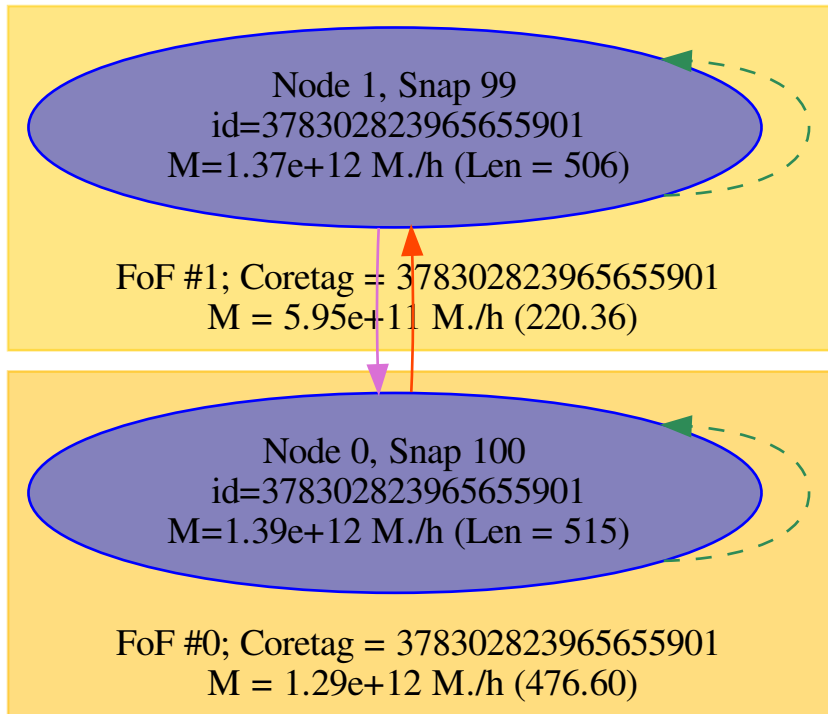 Node 1, Snap 99
id=378302823965655901
M=1.37e+12 M./h (Len = 506)
FoF #1; Coretag = 378302823965655901
M = 5.95e+11 M./h (220.36)
Node 0, Snap 100
id=378302823965655901
M=1.39e+12 M./h (Len = 515)
FoF #0; Coretag = 378302823965655901
M = 1.29e+12 M./h (476.60)